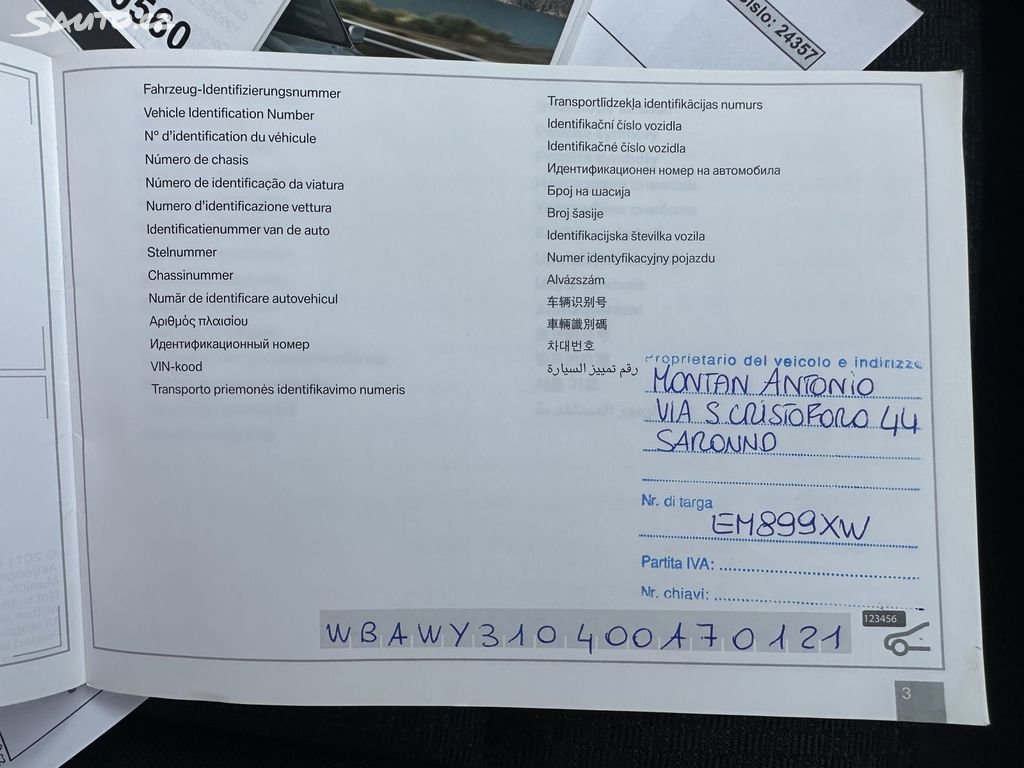 SAUTO.CZ
0560
číslo: 24357
Fahrzeug-Identifizierungsnummer
Vehicle Identification Number
N° d'identification du véhicule
Número de chasis
Número de identificação da viatura
Numero d'identificazione vettura
Identificatienummer van de auto
Stelnummer
Chassinummer
Număr de identificare autovehicul
Αριθμός πλαισίου
Идентификационный номер
VIN-kood
Transporto priemonės identifikavimo numeris
Transportlīdzekļa identifikācijas numurs
Identifikační číslo vozidla
Identifikačné číslo vozidla
Идентификационен номер на автомобила
Број на шасија
Broj šasije
Identifikacijska številka vozila
Numer identyfikacyjny pojazdu
Alvázszám
车辆识别号
車輛識別碼
차대번호
رقم تمييز السيارة
Proprietario del veicolo e indirizzo
MONTAN ANTONIO
VIA S.CRISTOFORO 44
SARONNO
Nr. di targa
EM899XW
Partita IVA:
Nr. chiavi:
WBAWY310400A70121
123456
3